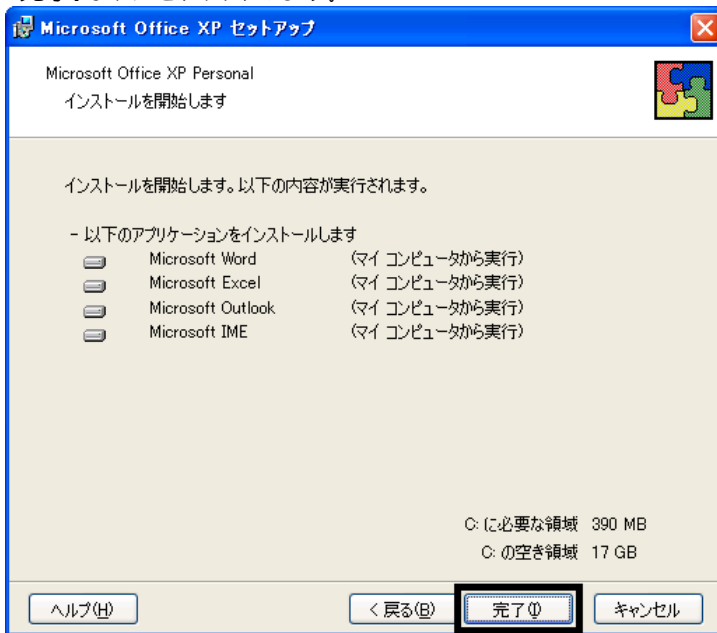 Microsoft Office XP セットアップ
Microsoft Office XP Personal
インストールを開始します
インストールを開始します。以下の内容が実行されます。
- 以下のアプリケーションをインストールします
Microsoft Word (マイ コンピュータから実行)
Microsoft Excel (マイ コンピュータから実行)
Microsoft Outlook (マイ コンピュータから実行)
Microsoft IME (マイ コンピュータから実行)
C: に必要な領域 390 MB
C: の空き領域 17 GB
ヘルプ(H) < 戻る(B) 完了(I) キャンセル